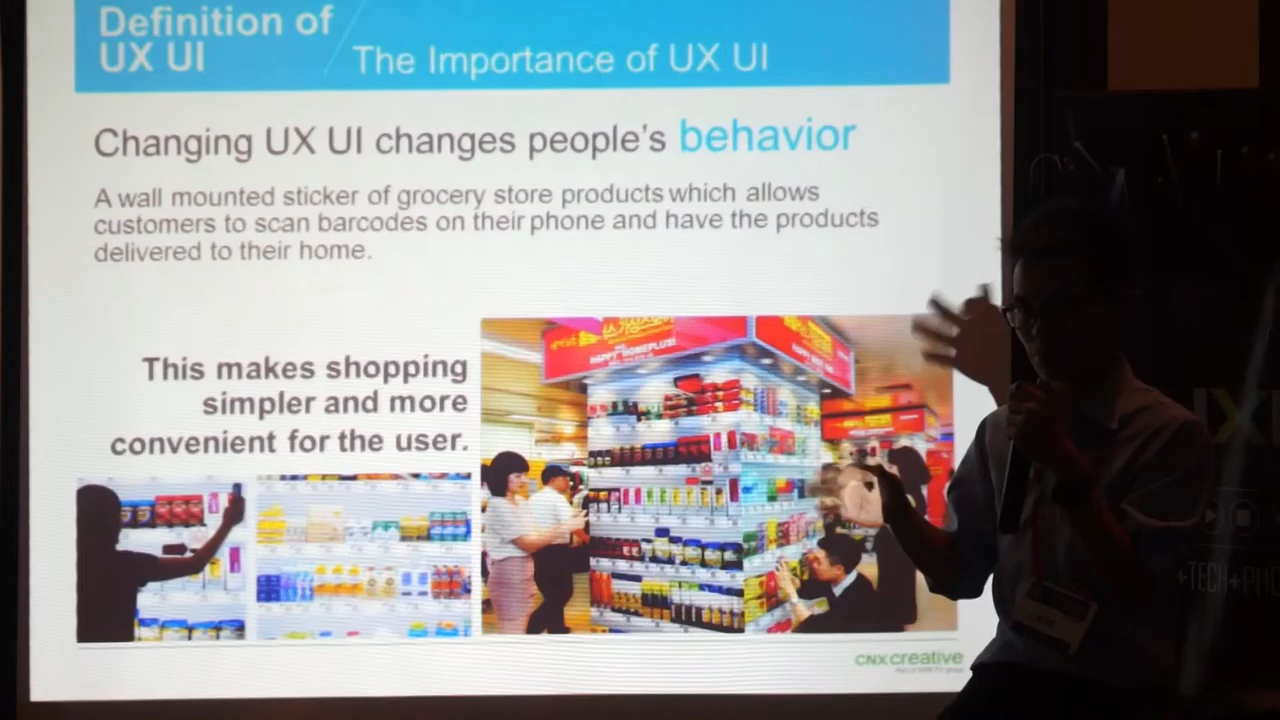 Definition of
UX UI
The Importance of UX UI
Changing UX UI changes people's behavior
A wall mounted sticker of grocery store products which allows
customers to scan barcodes on their phone and have the products
delivered to their home.
This makes shopping
simpler and more
convenient for the user.
HAPPY HOMEPLUS!
CNXcreative
+TECH+